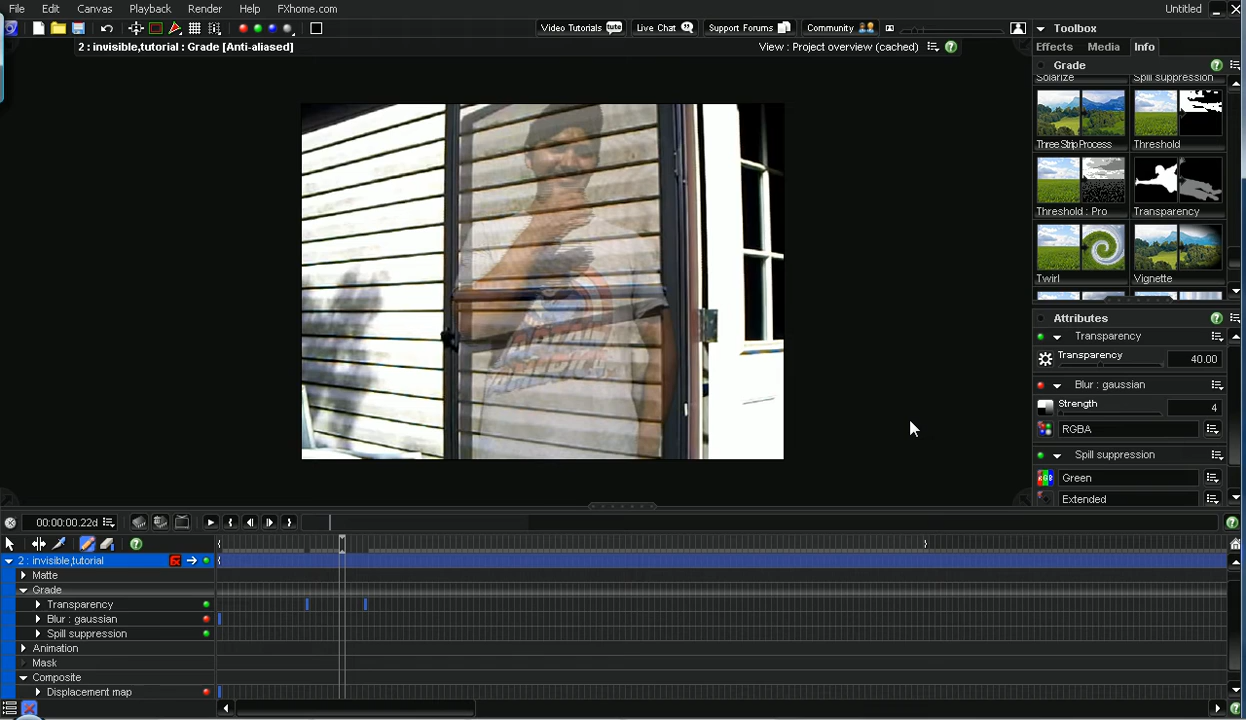 File Edit Canvas Playback Render Help FXhome.com Untitled
Video Tutorials tute Live Chat Support Forums Community
Toolbox
2 : invisible,tutorial : Grade [Anti-aliased] View : Project overview (cached)
Effects Media Info
Grade
Solarize Spill suppression
Three Strip Process Threshold
Threshold : Pro Transparency
Twirl Vignette
Attributes
Transparency
Transparency 40.00
Blur : gaussian
Strength 4
RGBA
Spill suppression
Green
Extended
00:00:00.22d
2 : invisible,tutorial
Matte
Grade
Transparency
Blur : gaussian
Spill suppression
Animation
Mask
Composite
Displacement map